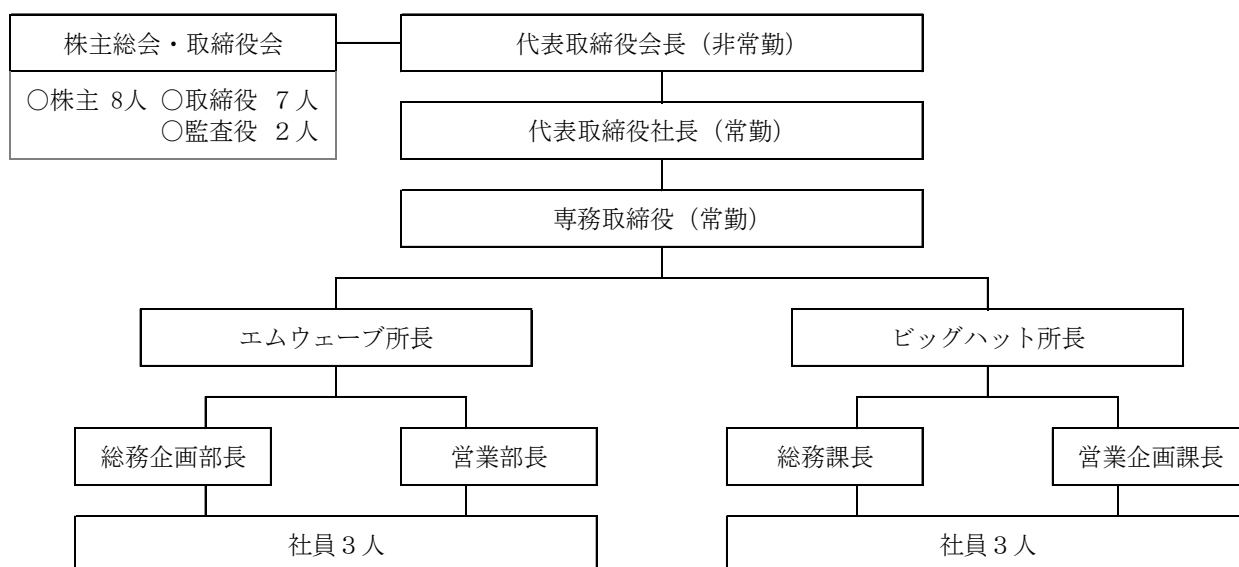 株主総会・取締役会
代表取締役会長（非常勤）
○株主 8人 ○取締役 7人
○監査役 2人
代表取締役社長（常勤）
専務取締役（常勤）
エムウェーブ所長
ビッグハット所長
総務企画部長
営業部長
総務課長
営業企画課長
社員３人
社員３人